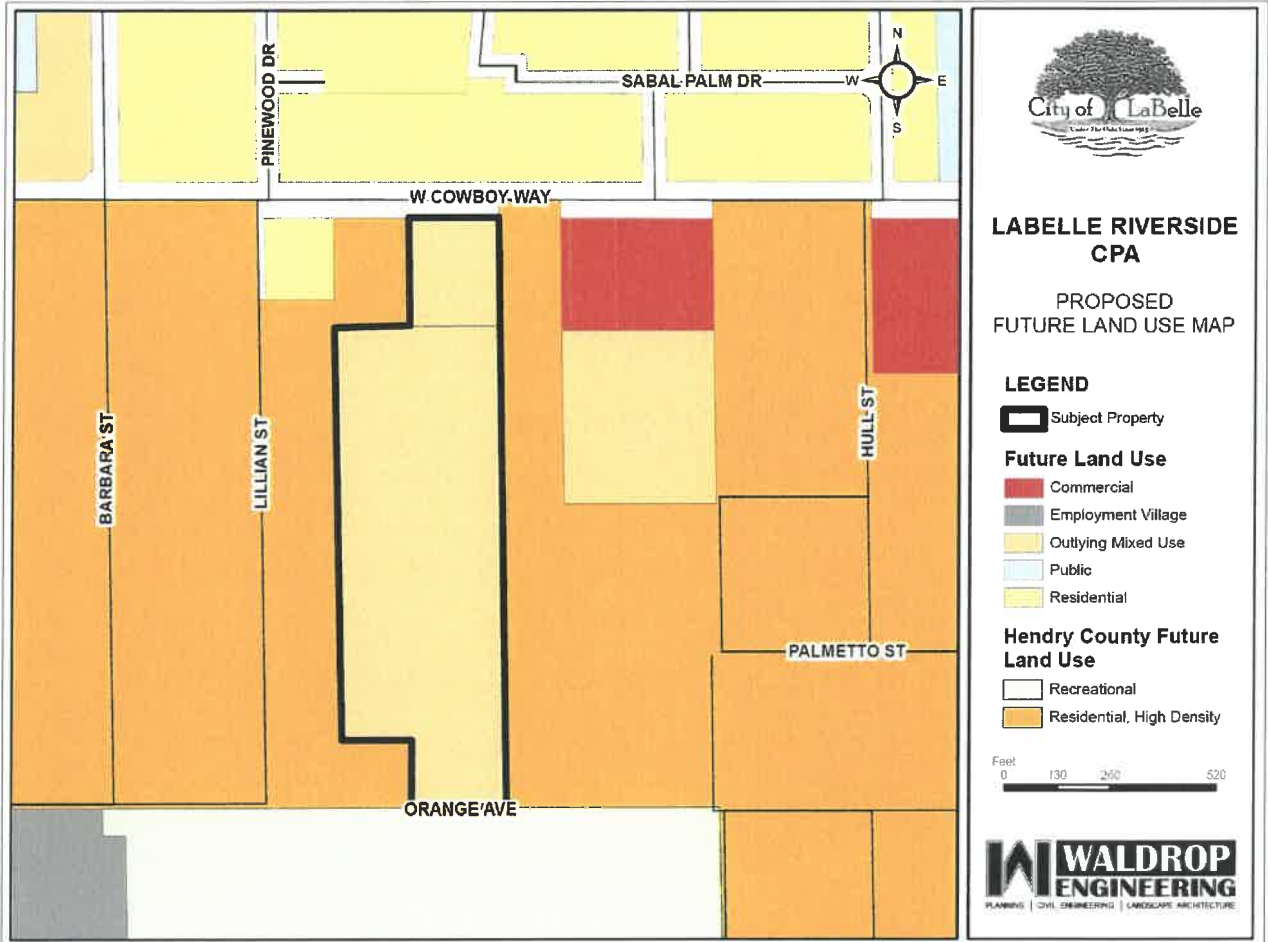 PINEWOOD DR
SABAL PALM DR
N
W
E
S
W COWBOY WAY
BARBARA ST
LILLIAN ST
HULL ST
PALMETTO ST
ORANGE AVE
City of LaBelle
LABELLE RIVERSIDE
CPA
PROPOSED
FUTURE LAND USE MAP
LEGEND
Subject Property
Future Land Use
Commercial
Employment Village
Outlying Mixed Use
Public
Residential
Hendry County Future
Land Use
Recreational
Residential, High Density
Feet
0 130 260 520
WALDROP
ENGINEERING
PLANNING | CIVIL ENGINEERING | LANDSCAPE ARCHITECTURE